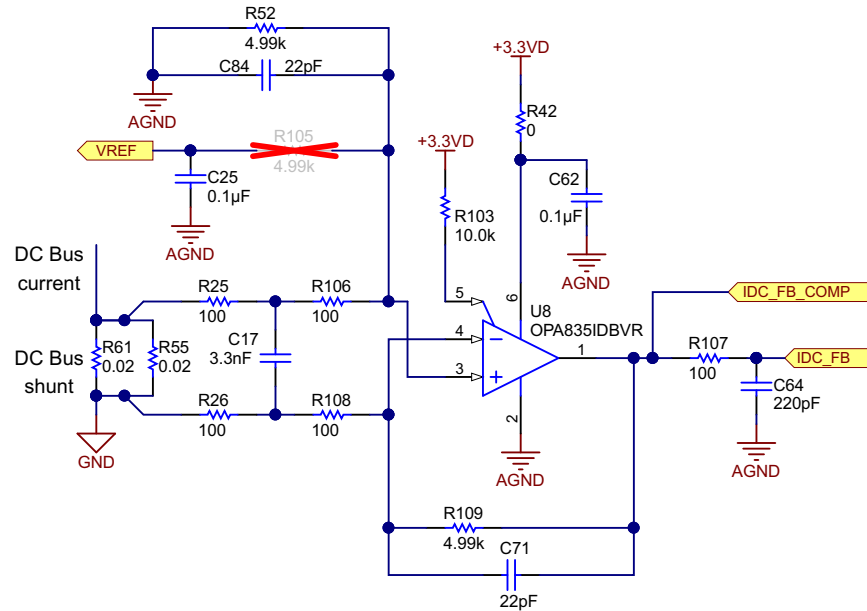 R52
4.99k
C84
22pF
AGND
+3.3VD
+3.3VD
R42
0
VREF
R105
4.99k
C25
0.1µF
AGND
R103
10.0k
C62
0.1µF
AGND
DC Bus
current
R25
100
R106
100
5
6
U8
OPA835IDBVR
IDC_FB_COMP
R61
0.02
R55
0.02
C17
3.3nF
4
3
1
2
R107
100
IDC_FB
DC Bus
shunt
C64
220pF
GND
R26
100
R108
100
AGND
AGND
R109
4.99k
C71
22pF